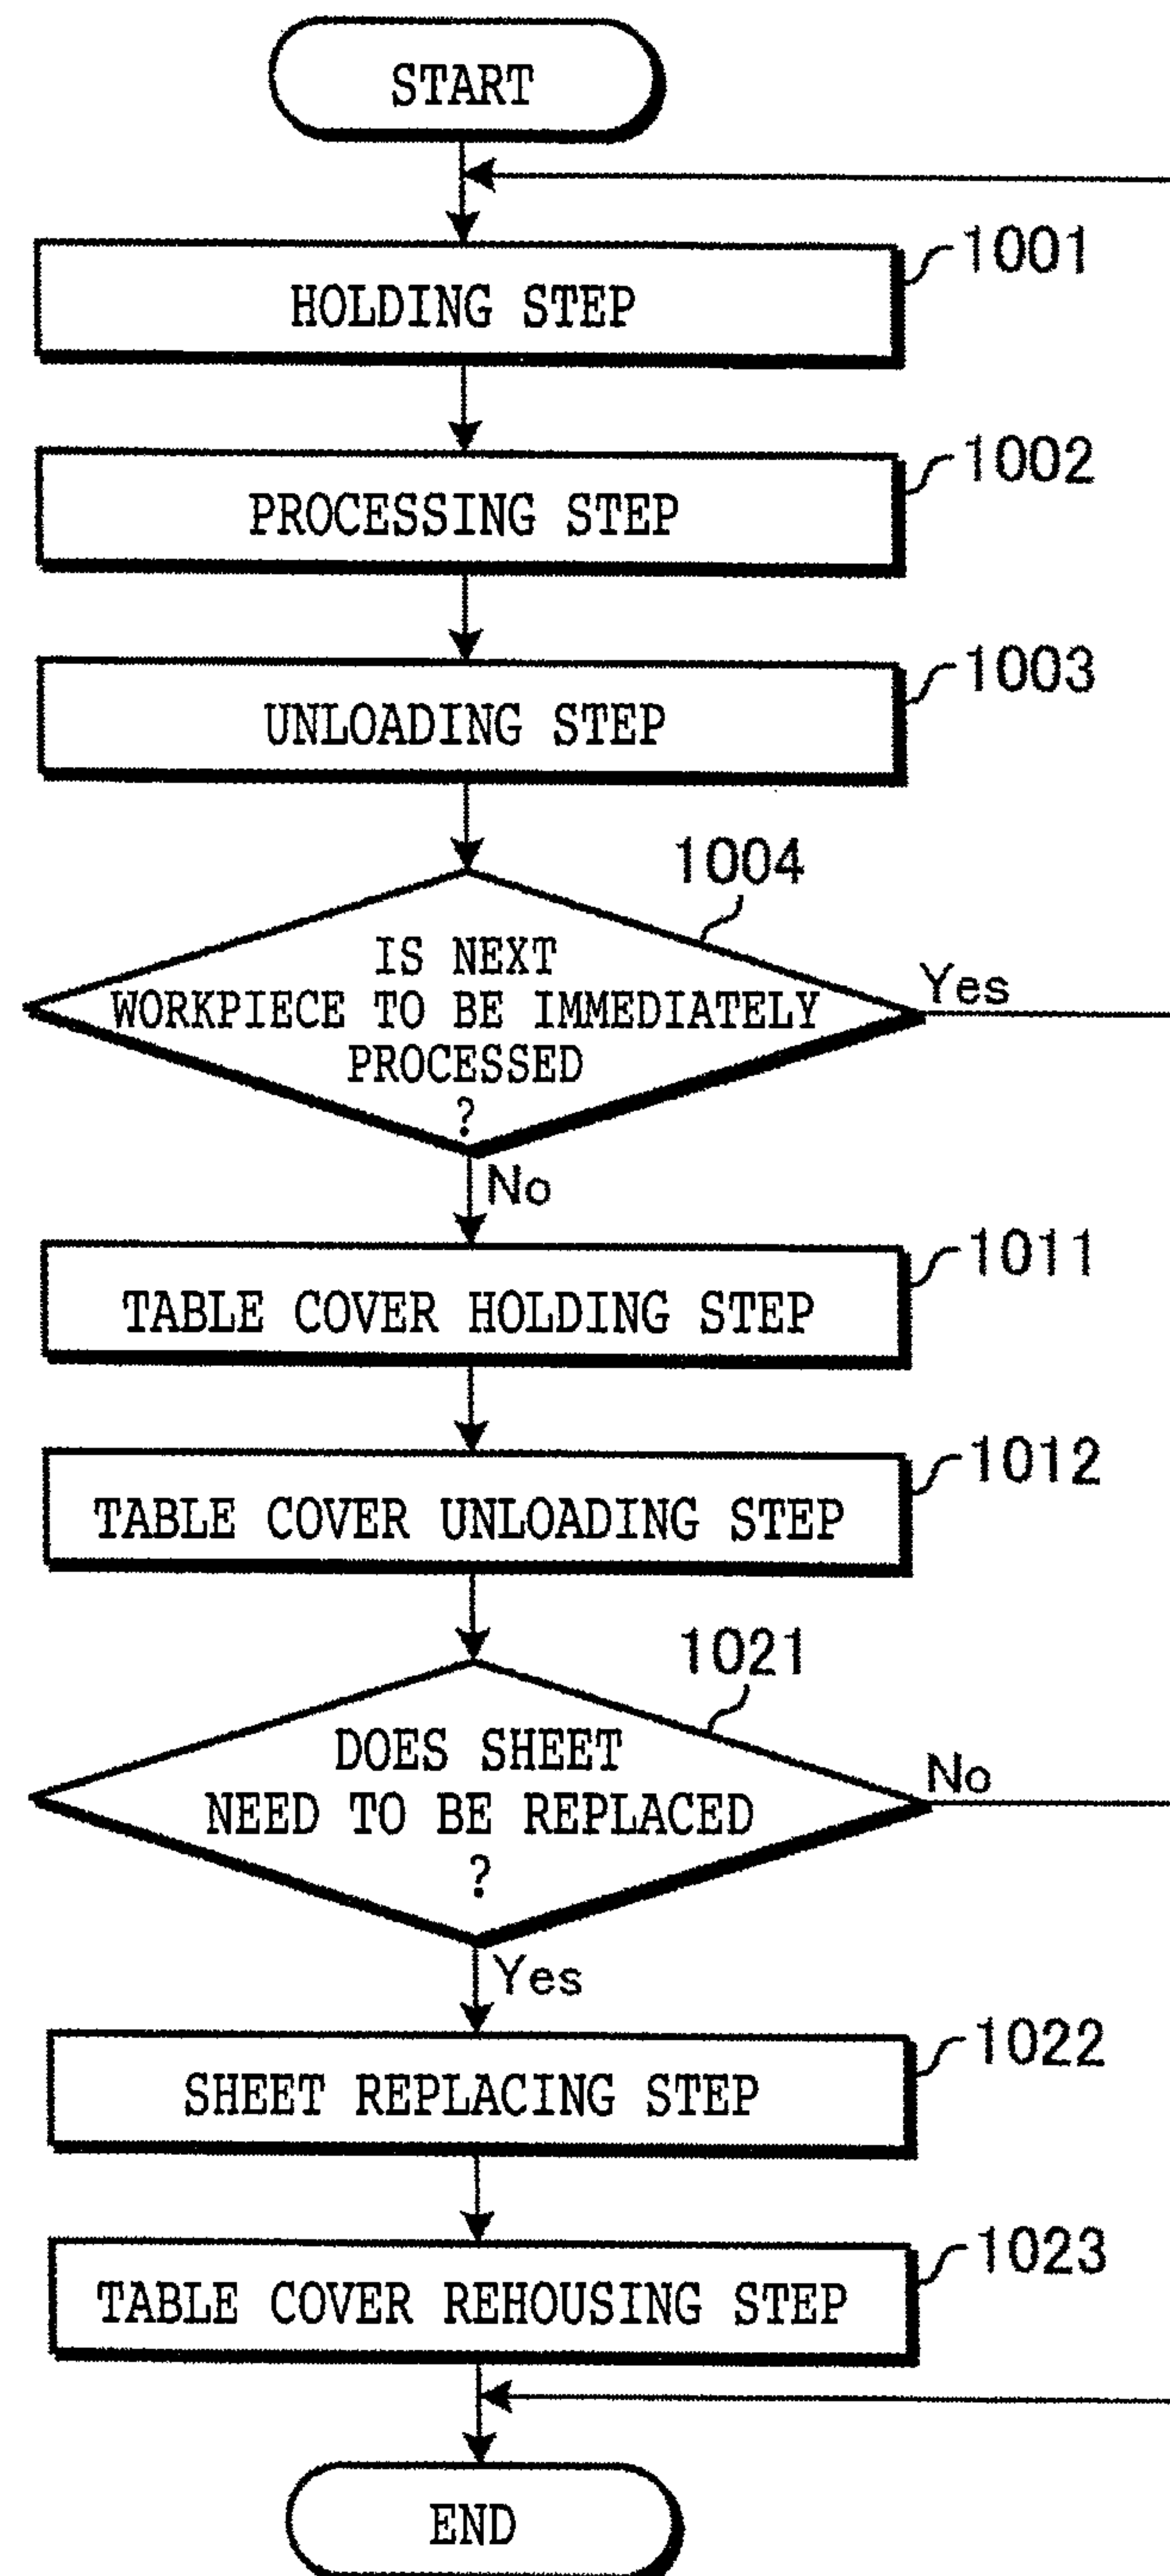 START
HOLDING STEP
1001
PROCESSING STEP
1002
UNLOADING STEP
1003
1004
IS NEXT
WORKPIECE TO BE IMMEDIATELY
PROCESSED
?
Yes
No
TABLE COVER HOLDING STEP
1011
TABLE COVER UNLOADING STEP
1012
1021
DOES SHEET
NEED TO BE REPLACED
?
No
Yes
SHEET REPLACING STEP
1022
TABLE COVER REHOUSING STEP
1023
END